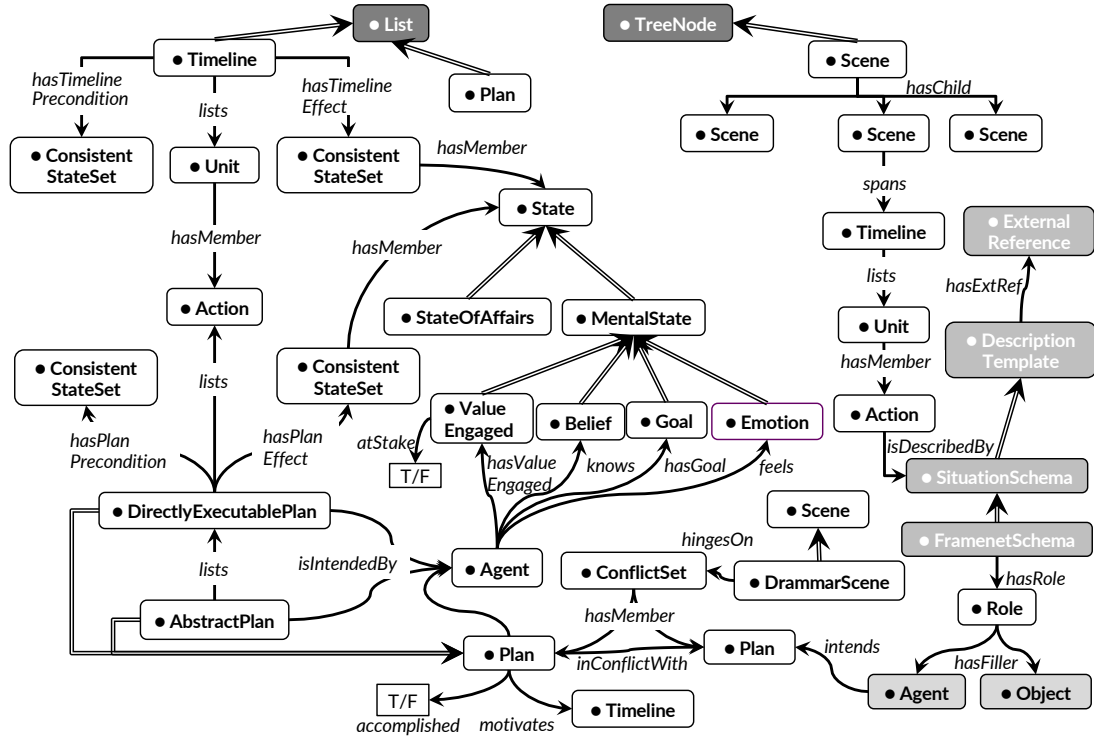 ● List
● TreeNode
● Timeline
● Scene
hasTimeline
Precondition
hasTimeline
Effect
hasChild
lists
● Plan
● Scene
● Scene
● Scene
● Consistent
StateSet
● Unit
● Consistent
StateSet
hasMember
spans
● State
● Timeline
● External
Reference
hasMember
hasMember
lists
hasExtRef
● Action
● StateOfAffairs
● MentalState
● Unit
● Description
Template
hasMember
● Consistent
StateSet
● Consistent
StateSet
lists
● Value
Engaged
● Belief
● Goal
● Emotion
● Action
hasPlan
Precondition
hasPlan
Effect
atStake
T/F
hasValue
Engaged
knows
hasGoal
feels
isDescribedBy
● SituationSchema
● DirectlyExecutablePlan
● Scene
● FramenetSchema
hingesOn
lists
isIntendedBy
● Agent
● ConflictSet
● DrammarScene
hasRole
● AbstractPlan
hasMember
● Role
● Plan
inConflictWith
● Plan
intends
hasFiller
T/F
accomplished
motivates
● Timeline
● Agent
● Object